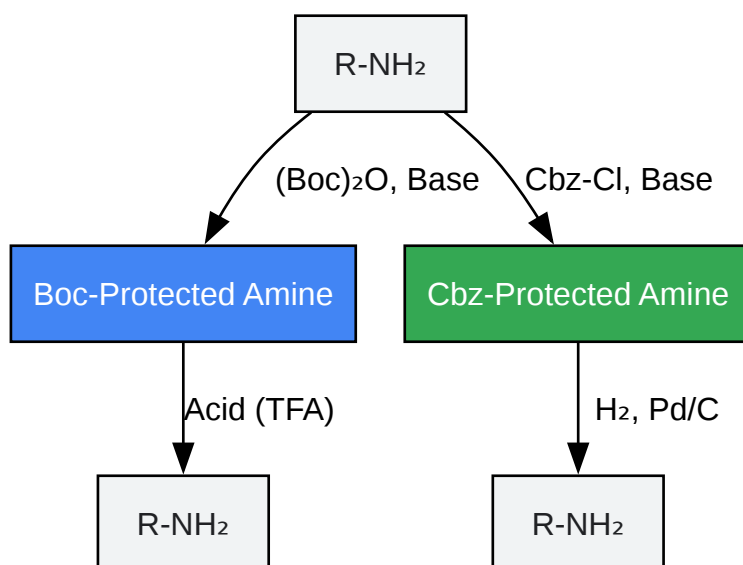 R-NH₂
(Boc)₂O, Base
Cbz-Cl, Base
Boc-Protected Amine
Cbz-Protected Amine
Acid (TFA)
H₂, Pd/C
R-NH₂
R-NH₂